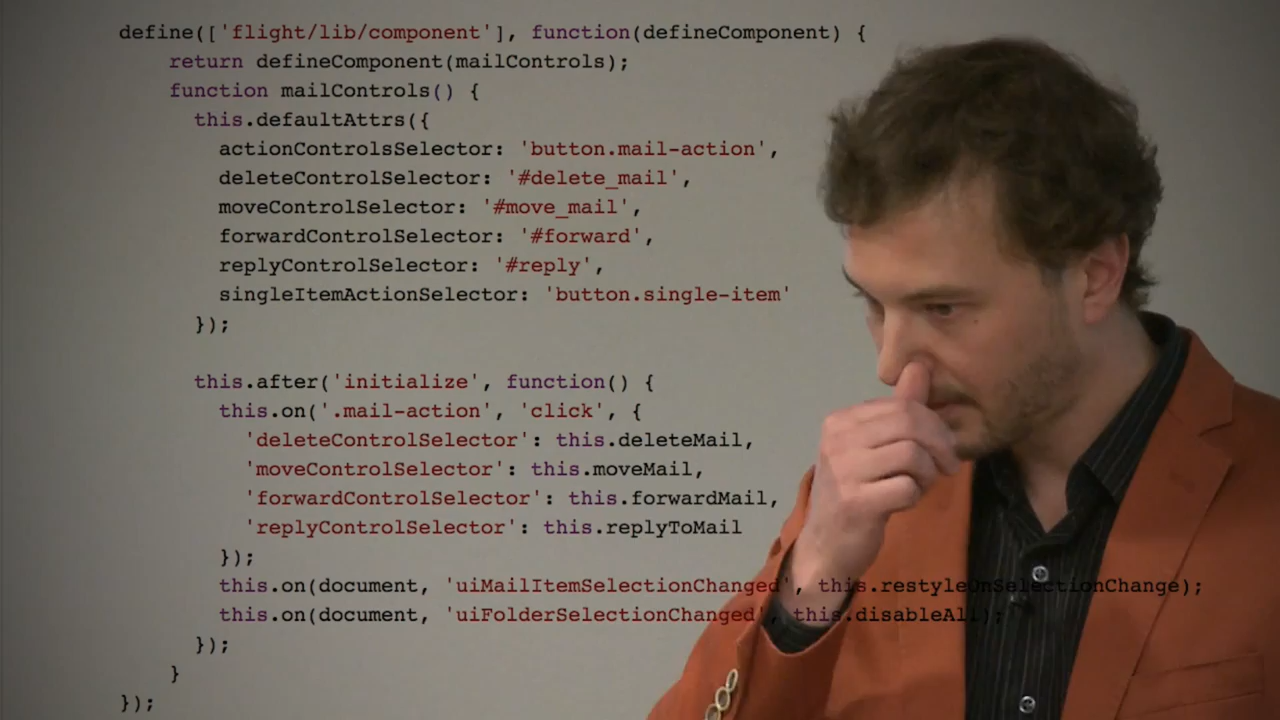 define(['flight/lib/component'], function(defineComponent) {
return defineComponent(mailControls);
function mailControls() {
this.defaultAttrs({
actionControlsSelector: 'button.mail-action',
deleteControlSelector: '#delete_mail',
moveControlSelector: '#move_mail',
forwardControlSelector: '#forward',
replyControlSelector: '#reply',
singleItemActionSelector: 'button.single-item'
});
this.after('initialize', function() {
this.on('.mail-action', 'click', {
'deleteControlSelector': this.deleteMail,
'moveControlSelector': this.moveMail,
'forwardControlSelector': this.forwardMail,
'replyControlSelector': this.replyToMail
});
this.on(document, 'uiMailItemSelectionChanged', this.restyleOnSelectionChange);
this.on(document, 'uiFolderSelectionChanged', this.disableAll);
});
}
});